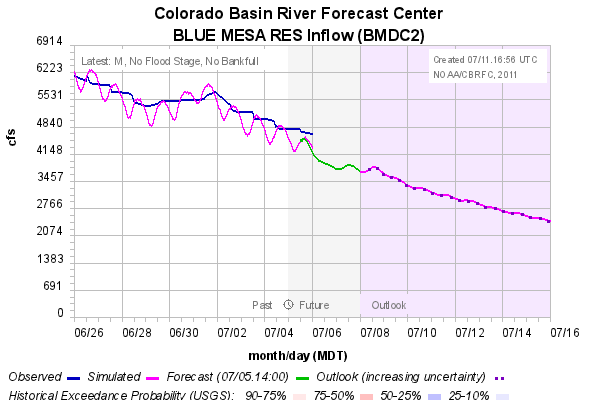 Colorado Basin River Forecast Center
BLUE MESA RES Inflow (BMDC2)
6914
6223
5531
4840
4148
3457
2766
2074
1383
691
0
cfs
Latest: M, No Flood Stage, No Bankfull
Created 07/11.16:56 UTC
NOAA/CBRFC, 2011
Past Future Outlook
06/26 06/28 06/30 07/02 07/04 07/06 07/08 07/10 07/12 07/14 07/16
month/day (MDT)
Observed Simulated Forecast (07/05.14:00) Outlook (increasing uncertainty)
Historical Exceedance Probability (USGS): 90-75% 75-50% 50-25% 25-10%